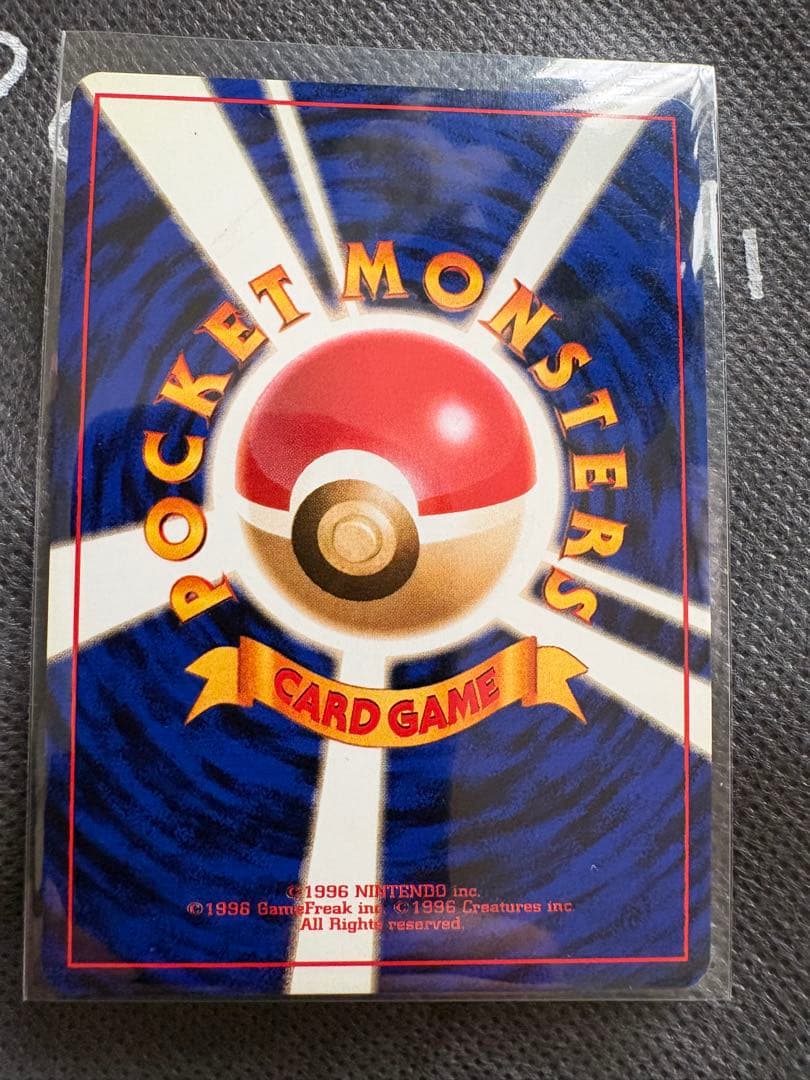 POCKET MONSTERS
CARD GAME
©1996 NINTENDO inc.
©1996 GameFreak inc. ©1996 Creatures inc.
All Rights reserved.